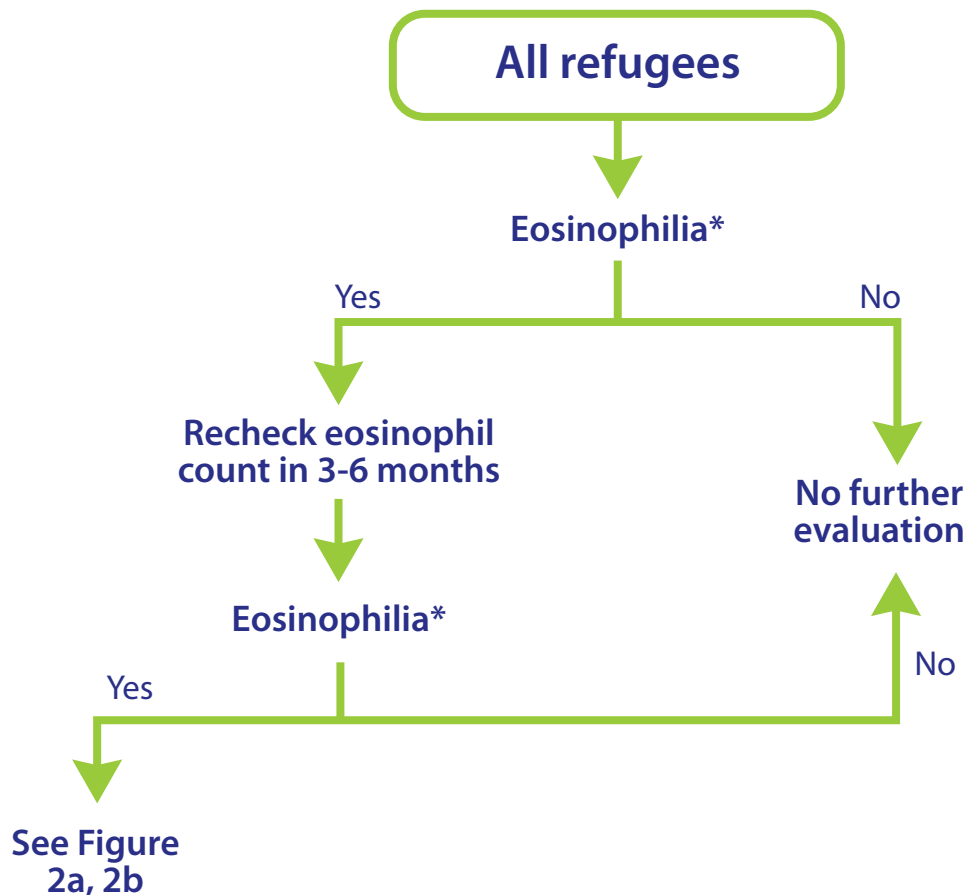 All refugees
Eosinophilia*
Yes
No
Recheck eosinophil
count in 3-6 months
No further
evaluation
Eosinophilia*
Yes
No
See Figure
2a, 2b